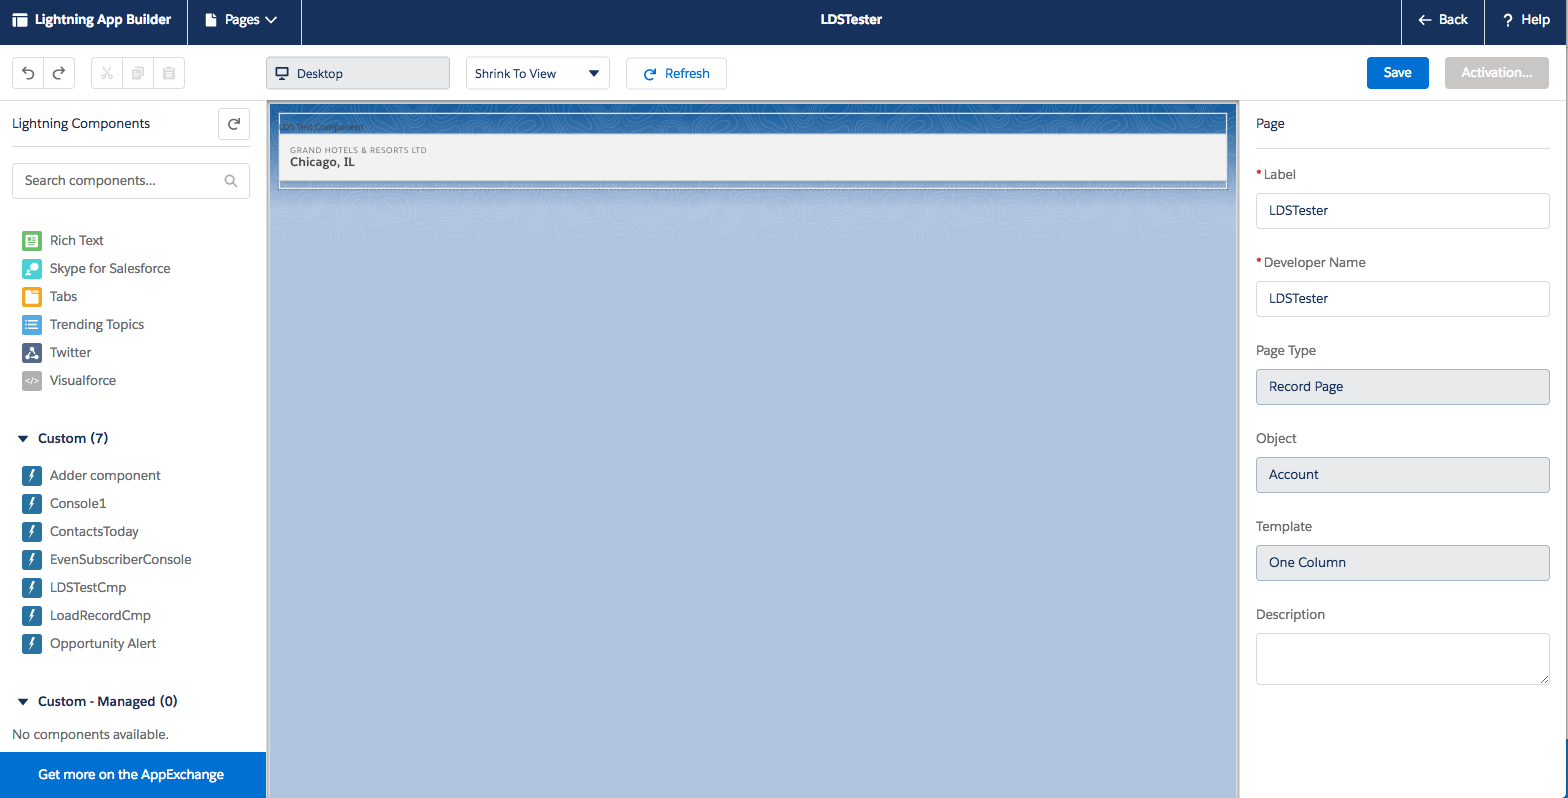 Lightning App Builder
Pages
LDSTester
Back
Help
Desktop
Shrink To View
Refresh
Save
Activation...
Lightning Components
Search components...
Rich Text
Skype for Salesforce
Tabs
Trending Topics
Twitter
Visualforce
Custom (7)
Adder component
Console1
ContactsToday
EvenSubscriberConsole
LDSTestCmp
LoadRecordCmp
Opportunity Alert
Custom - Managed (0)
No components available.
Get more on the AppExchange
LDS Test Component
GRAND HOTELS & RESORTS LTD
Chicago, IL
Page
* Label
LDSTester
* Developer Name
LDSTester
Page Type
Record Page
Object
Account
Template
One Column
Description